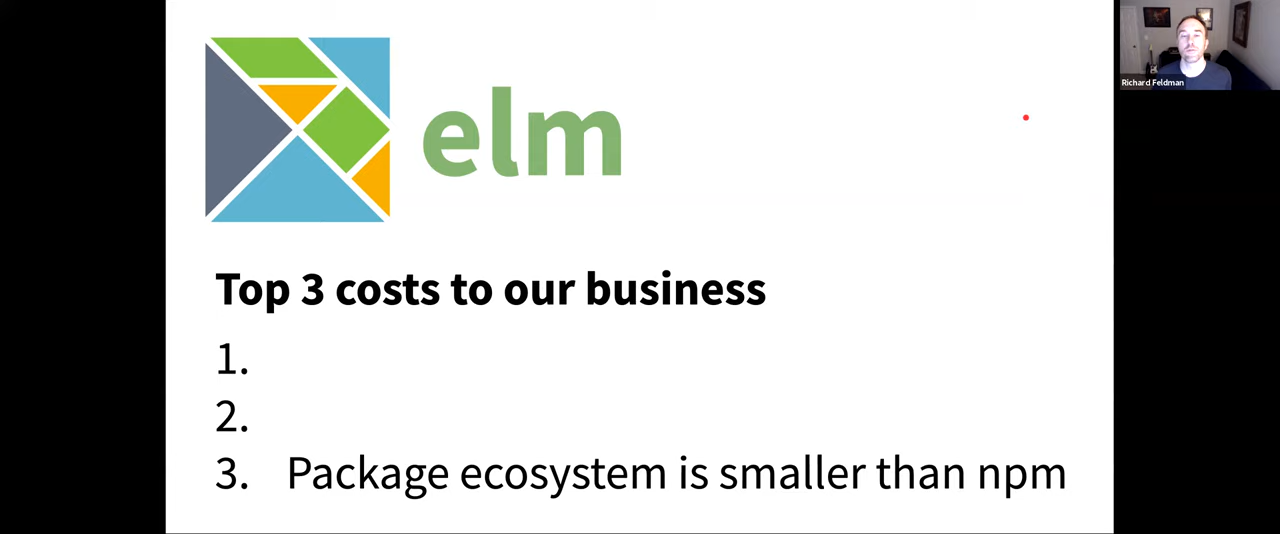 elm
Richard Feldman
Top 3 costs to our business
1.
2.
3. Package ecosystem is smaller than npm